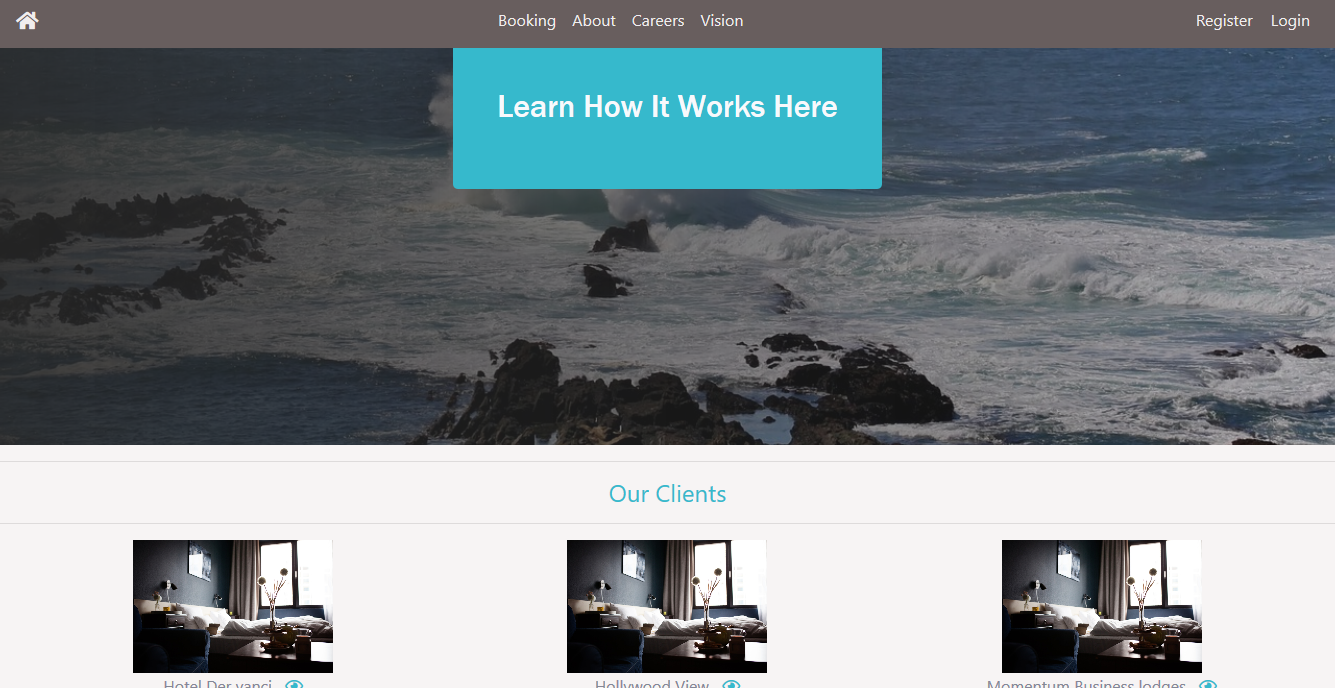 Booking About Careers Vision Register Login
Learn How It Works Here
Our Clients
Hotel Der vanci Hollywood View Momentum Business lodges